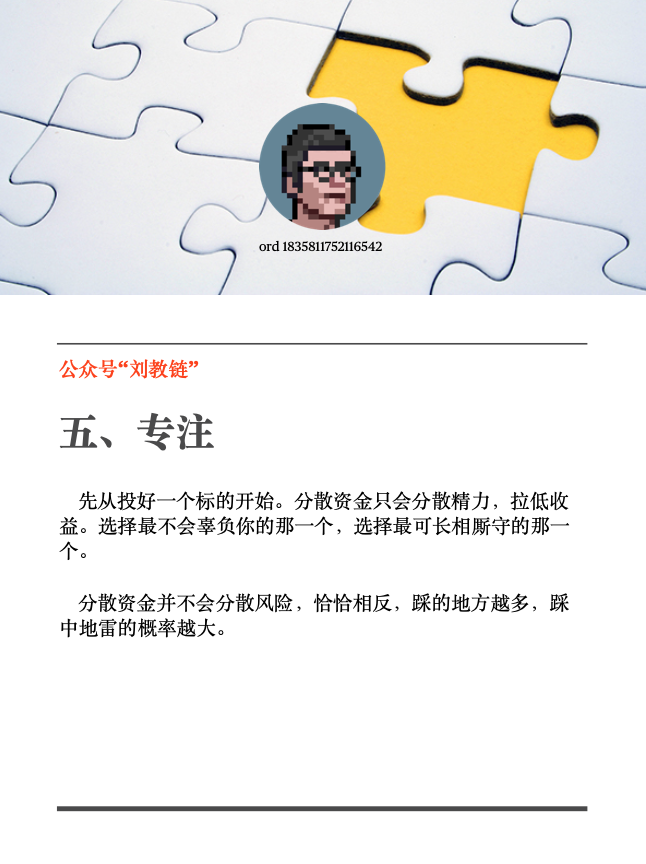 ord 1835811752116542
公众号“刘教链”
五、专注
先从投好一个标的开始。分散资金只会分散精力，拉低收
益。选择最不会辜负你的那一个，选择最可长相厮守的那一
个。
分散资金并不会分散风险，恰恰相反，踩的地方越多，踩
中地雷的概率越大。